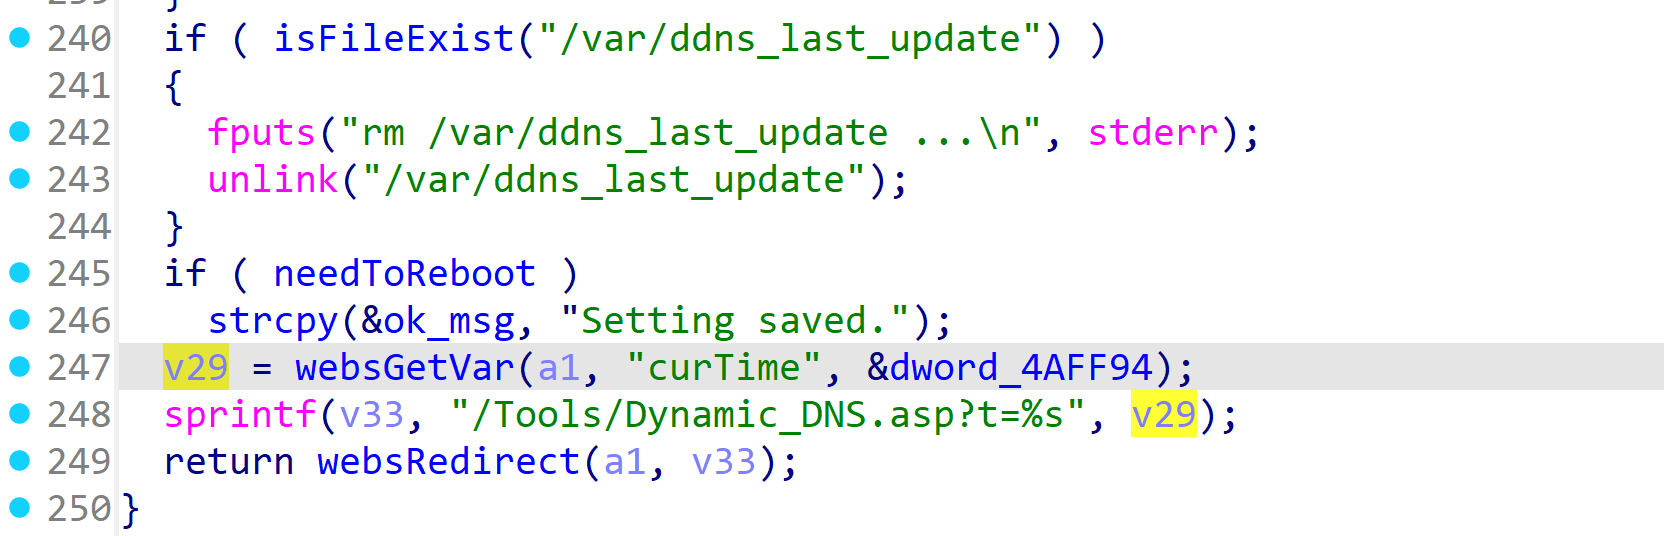 239 }
240 if ( isFileExist("/var/ddns_last_update") )
241 {
242 fputs("rm /var/ddns_last_update ...\n", stderr);
243 unlink("/var/ddns_last_update");
244 }
245 if ( needToReboot )
246 strcpy(&ok_msg, "Setting saved.");
247 v29 = websGetVar(a1, "curTime", &dword_4AFF94);
248 sprintf(v33, "/Tools/Dynamic_DNS.asp?t=%s", v29);
249 return websRedirect(a1, v33);
250 }